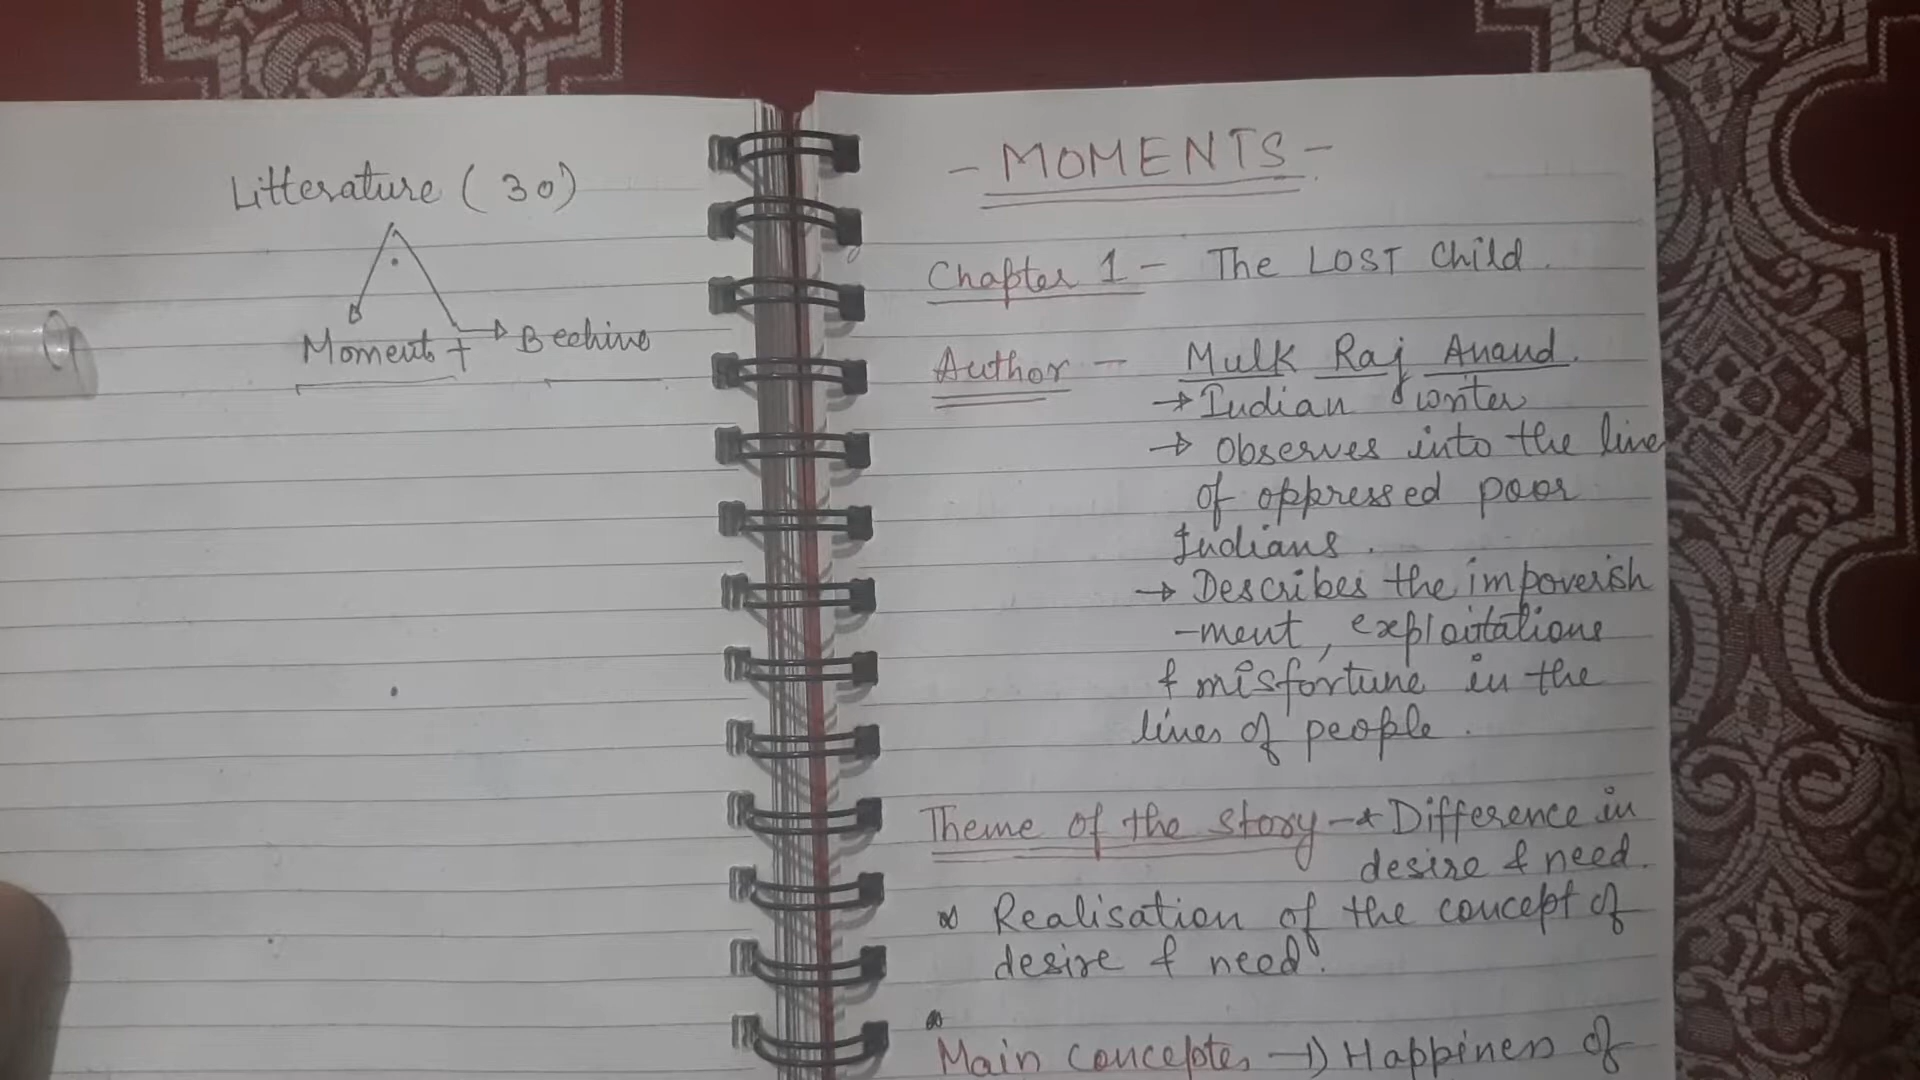 Litterature (30)
Moment + Beehive
- MOMENTS -
Chapter 1 - The LOST Child.
Author - Mulk Raj Anand.
→ Indian writer
→ Observes into the lives
of oppressed poor
Indians.
→ Describes the impoverish
-ment, exploitations
& misfortune in the
lives of people.
Theme of the story → Difference in
desire & need.
Realisation of the concept of
desire & need.
Main concepts → 1) Happiness of